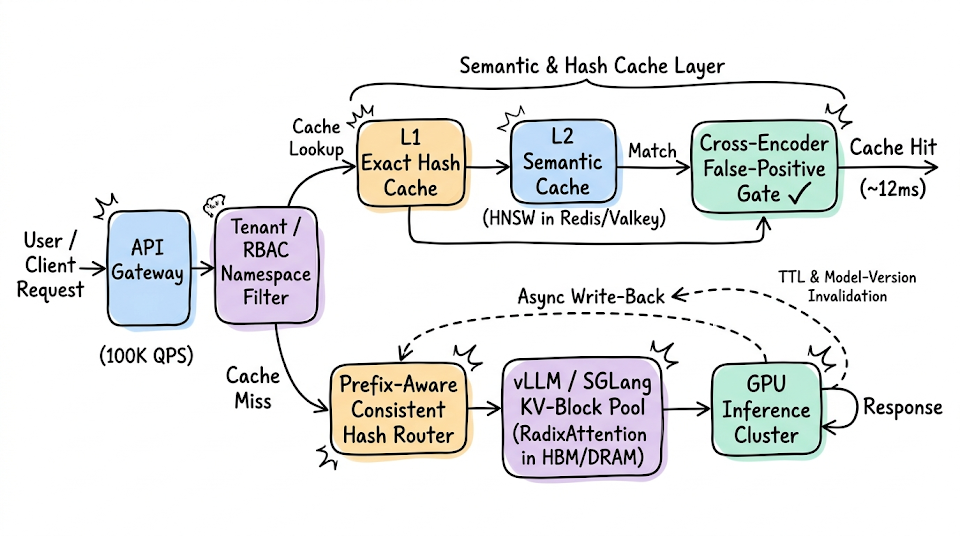 Semantic & Hash Cache Layer
Cache
Lookup
L1
Exact Hash
Cache
L2
Semantic
Cache
(HNSW in Redis/Valkey)
Match
Cross-Encoder
False-Positive
Gate ✓
Cache Hit
(~12ms)
User /
Client
Request
API
Gateway
(100K QPS)
Tenant /
RBAC
Namespace
Filter
Cache
Miss
Async Write-Back
TTL & Model-Version
Invalidation
Prefix-Aware
Consistent
Hash Router
vLLM / SGLang
KV-Block Pool
(RadixAttention
in HBM/DRAM)
GPU
Inference
Cluster
Response